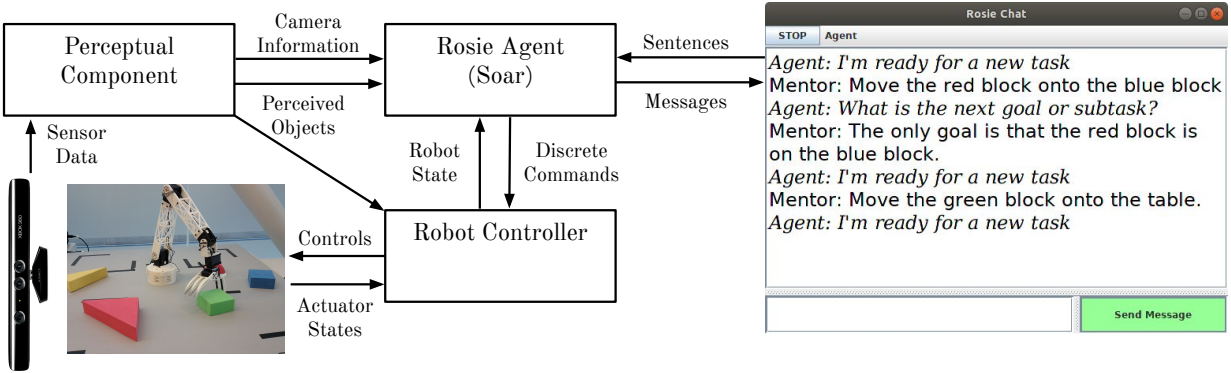 Perceptual
Component
Camera
Information
Rosie Agent
(Soar)
Sentences
Messages
Perceived
Objects
Sensor
Data
Robot
State
Discrete
Commands
Robot Controller
Controls
Actuator
States
XBOX 360
Rosie Chat
STOP Agent
Agent: I'm ready for a new task
Mentor: Move the red block onto the blue block
Agent: What is the next goal or subtask?
Mentor: The only goal is that the red block is
on the blue block.
Agent: I'm ready for a new task
Mentor: Move the green block onto the table.
Agent: I'm ready for a new task
Send Message